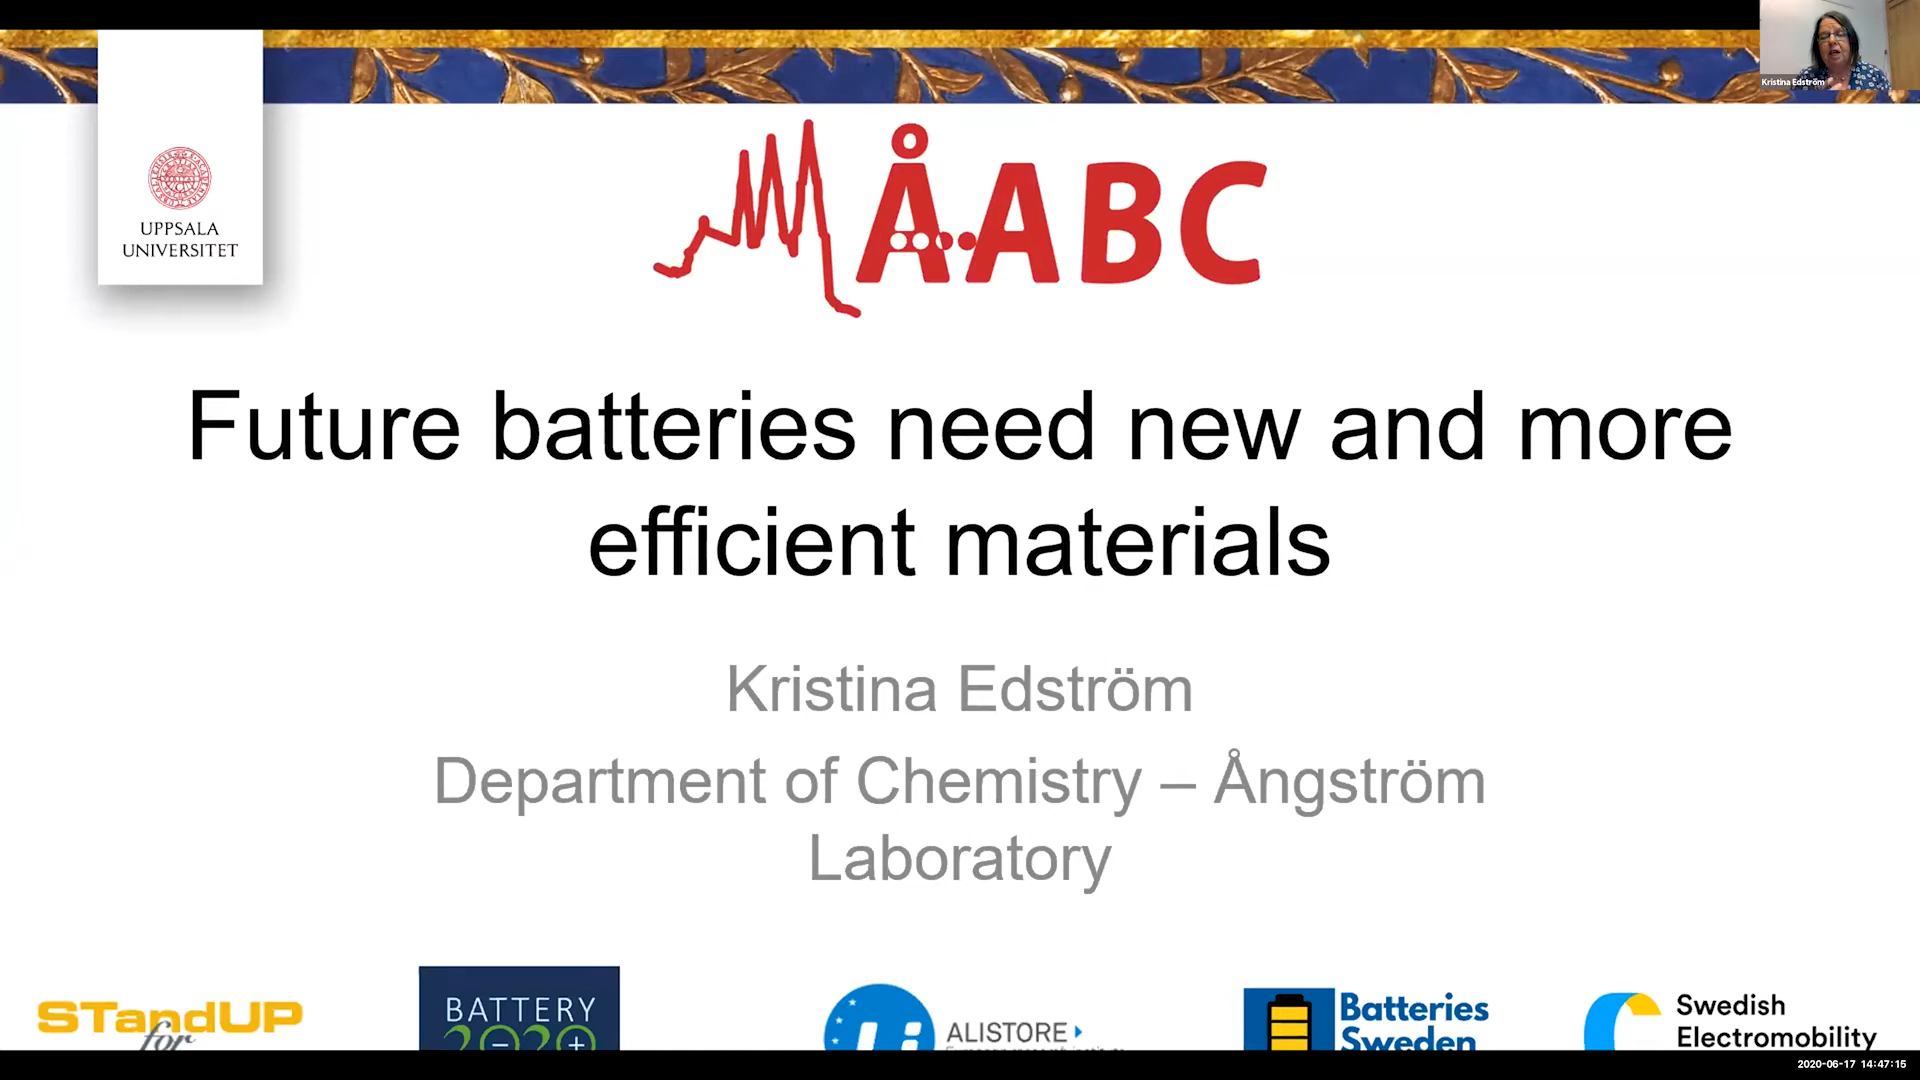 Kristina Edström
UPPSALA
UNIVERSITET
ÅABC
Future batteries need new and more
efficient materials
Kristina Edström
Department of Chemistry – Ångström
Laboratory
STandUP
for
BATTERY
ALISTORE
Batteries
Sweden
Swedish
Electromobility
2020-06-17 14:47:15